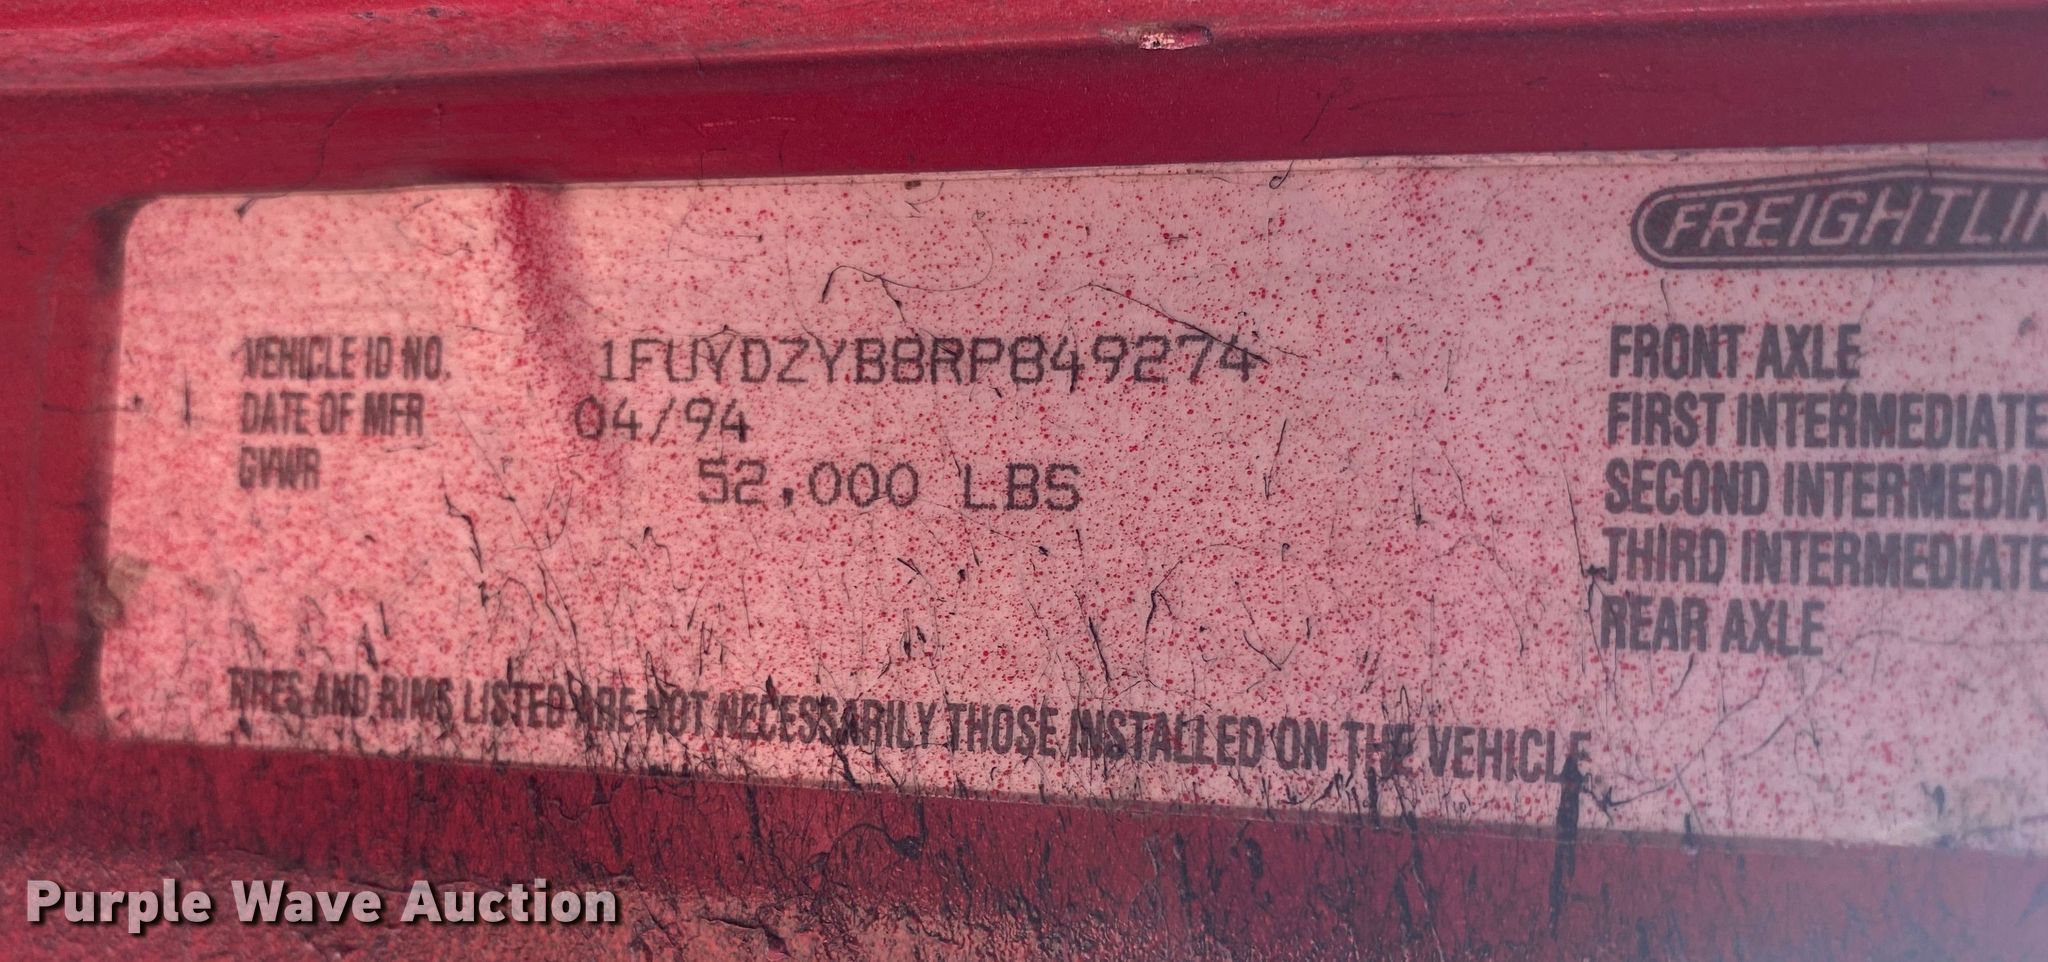 FREIGHTLIN
VEHICLE ID NO. 1FUYDZYB8RP849274
DATE OF MFR 04/94
GVWR 52,000 LBS
FRONT AXLE
FIRST INTERMEDIATE
SECOND INTERMEDIA
THIRD INTERMEDIATE
REAR AXLE
TIRES AND RIMS LISTED ARE NOT NECESSARILY THOSE INSTALLED ON THE VEHICLE.
Purple Wave Auction